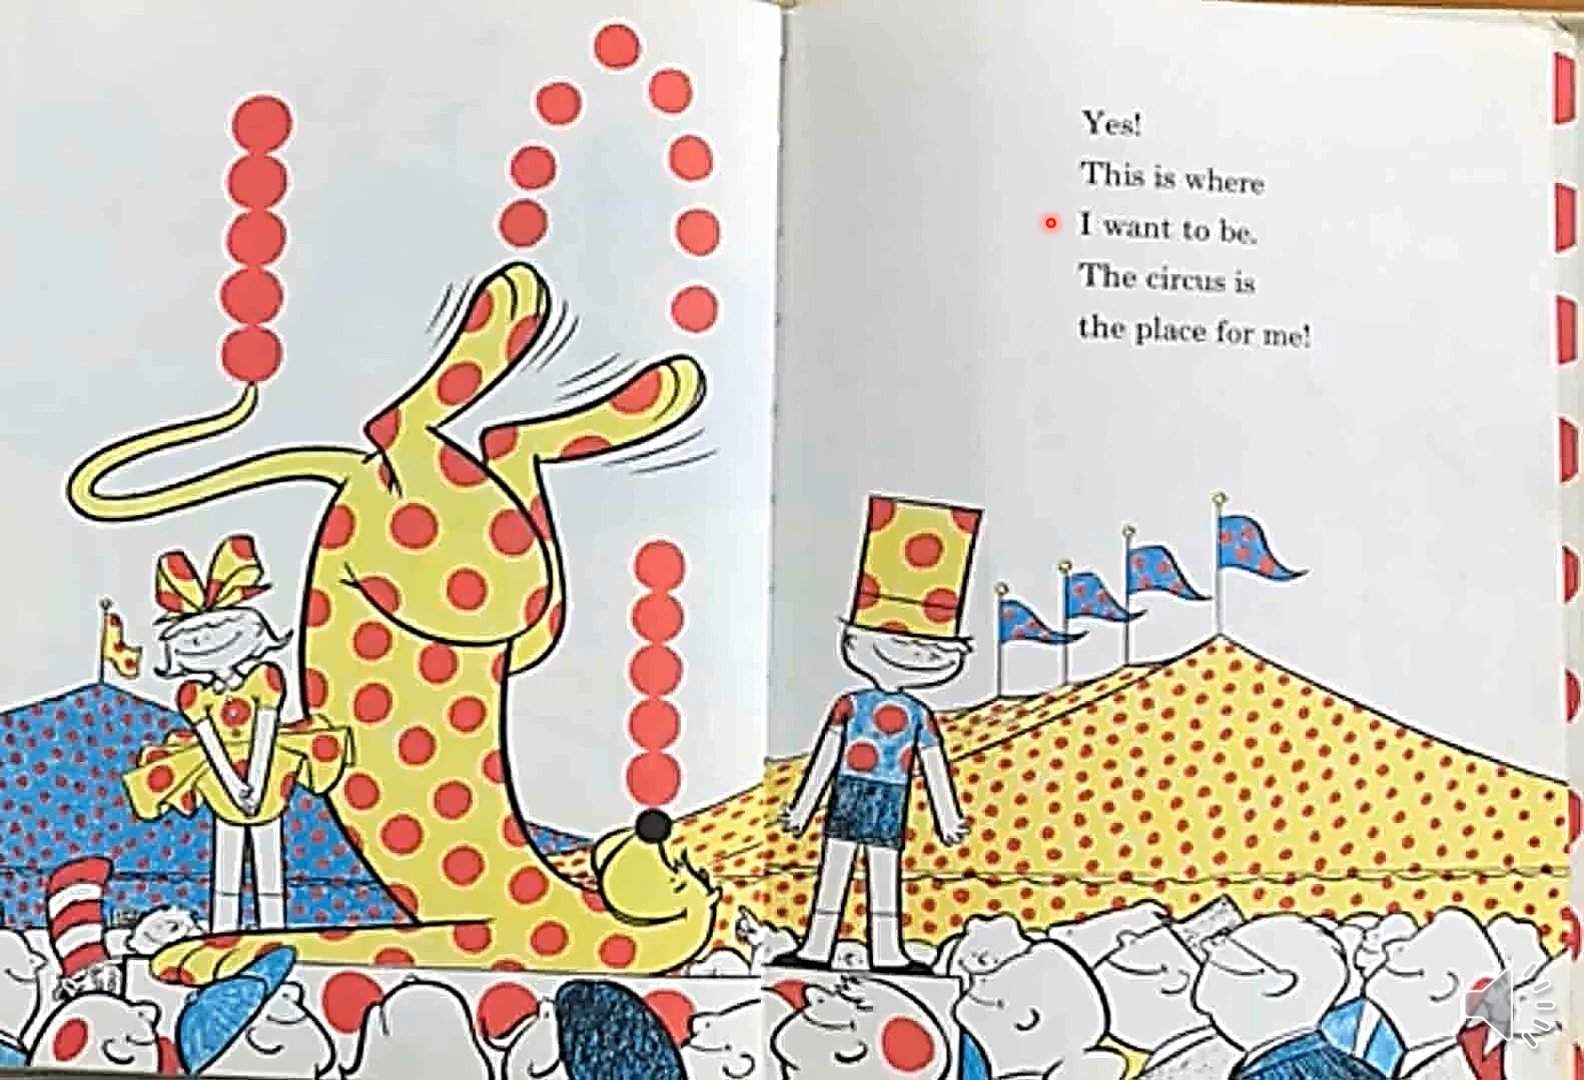 Yes!
This is where
I want to be.
The circus is
the place for me!